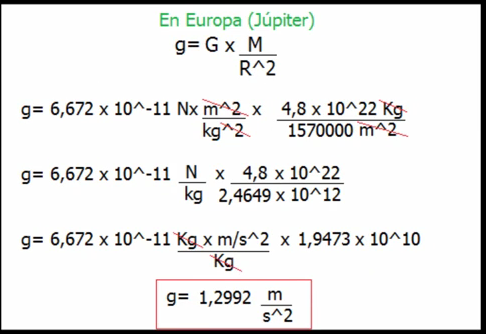 En Europa (Júpiter)
g= G x M
R^2
g= 6,672 x 10^-11 Nx m^2 x 4,8 x 10^22 Kg
kg^2 1570000 m^2
g= 6,672 x 10^-11 N x 4,8 x 10^22
kg 2,4649 x 10^12
g= 6,672 x 10^-11 Kg x m/s^2 x 1,9473 x 10^10
Kg
g= 1,2992 m
s^2